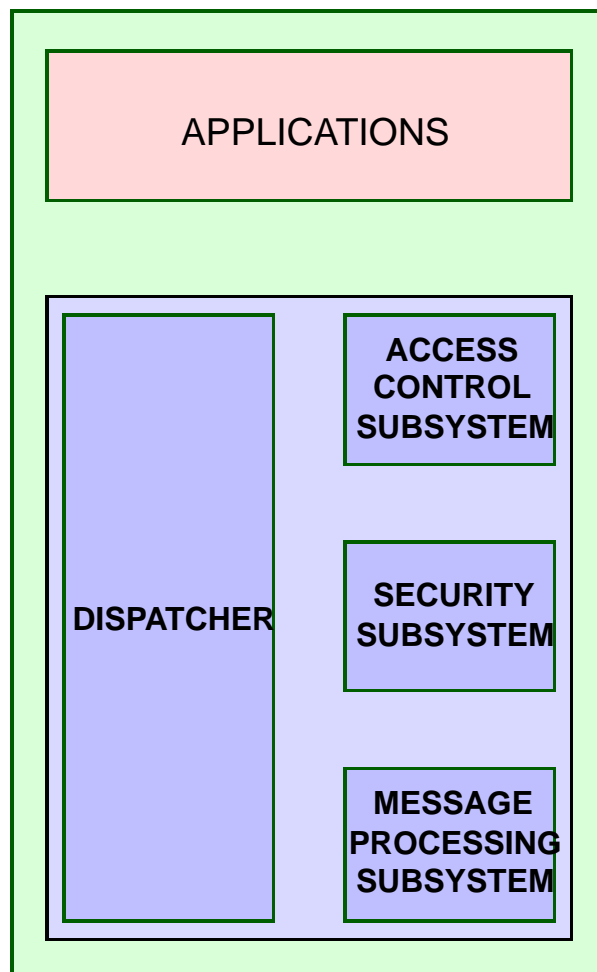 APPLICATIONS
DISPATCHER
ACCESS
CONTROL
SUBSYSTEM
SECURITY
SUBSYSTEM
MESSAGE
PROCESSING
SUBSYSTEM